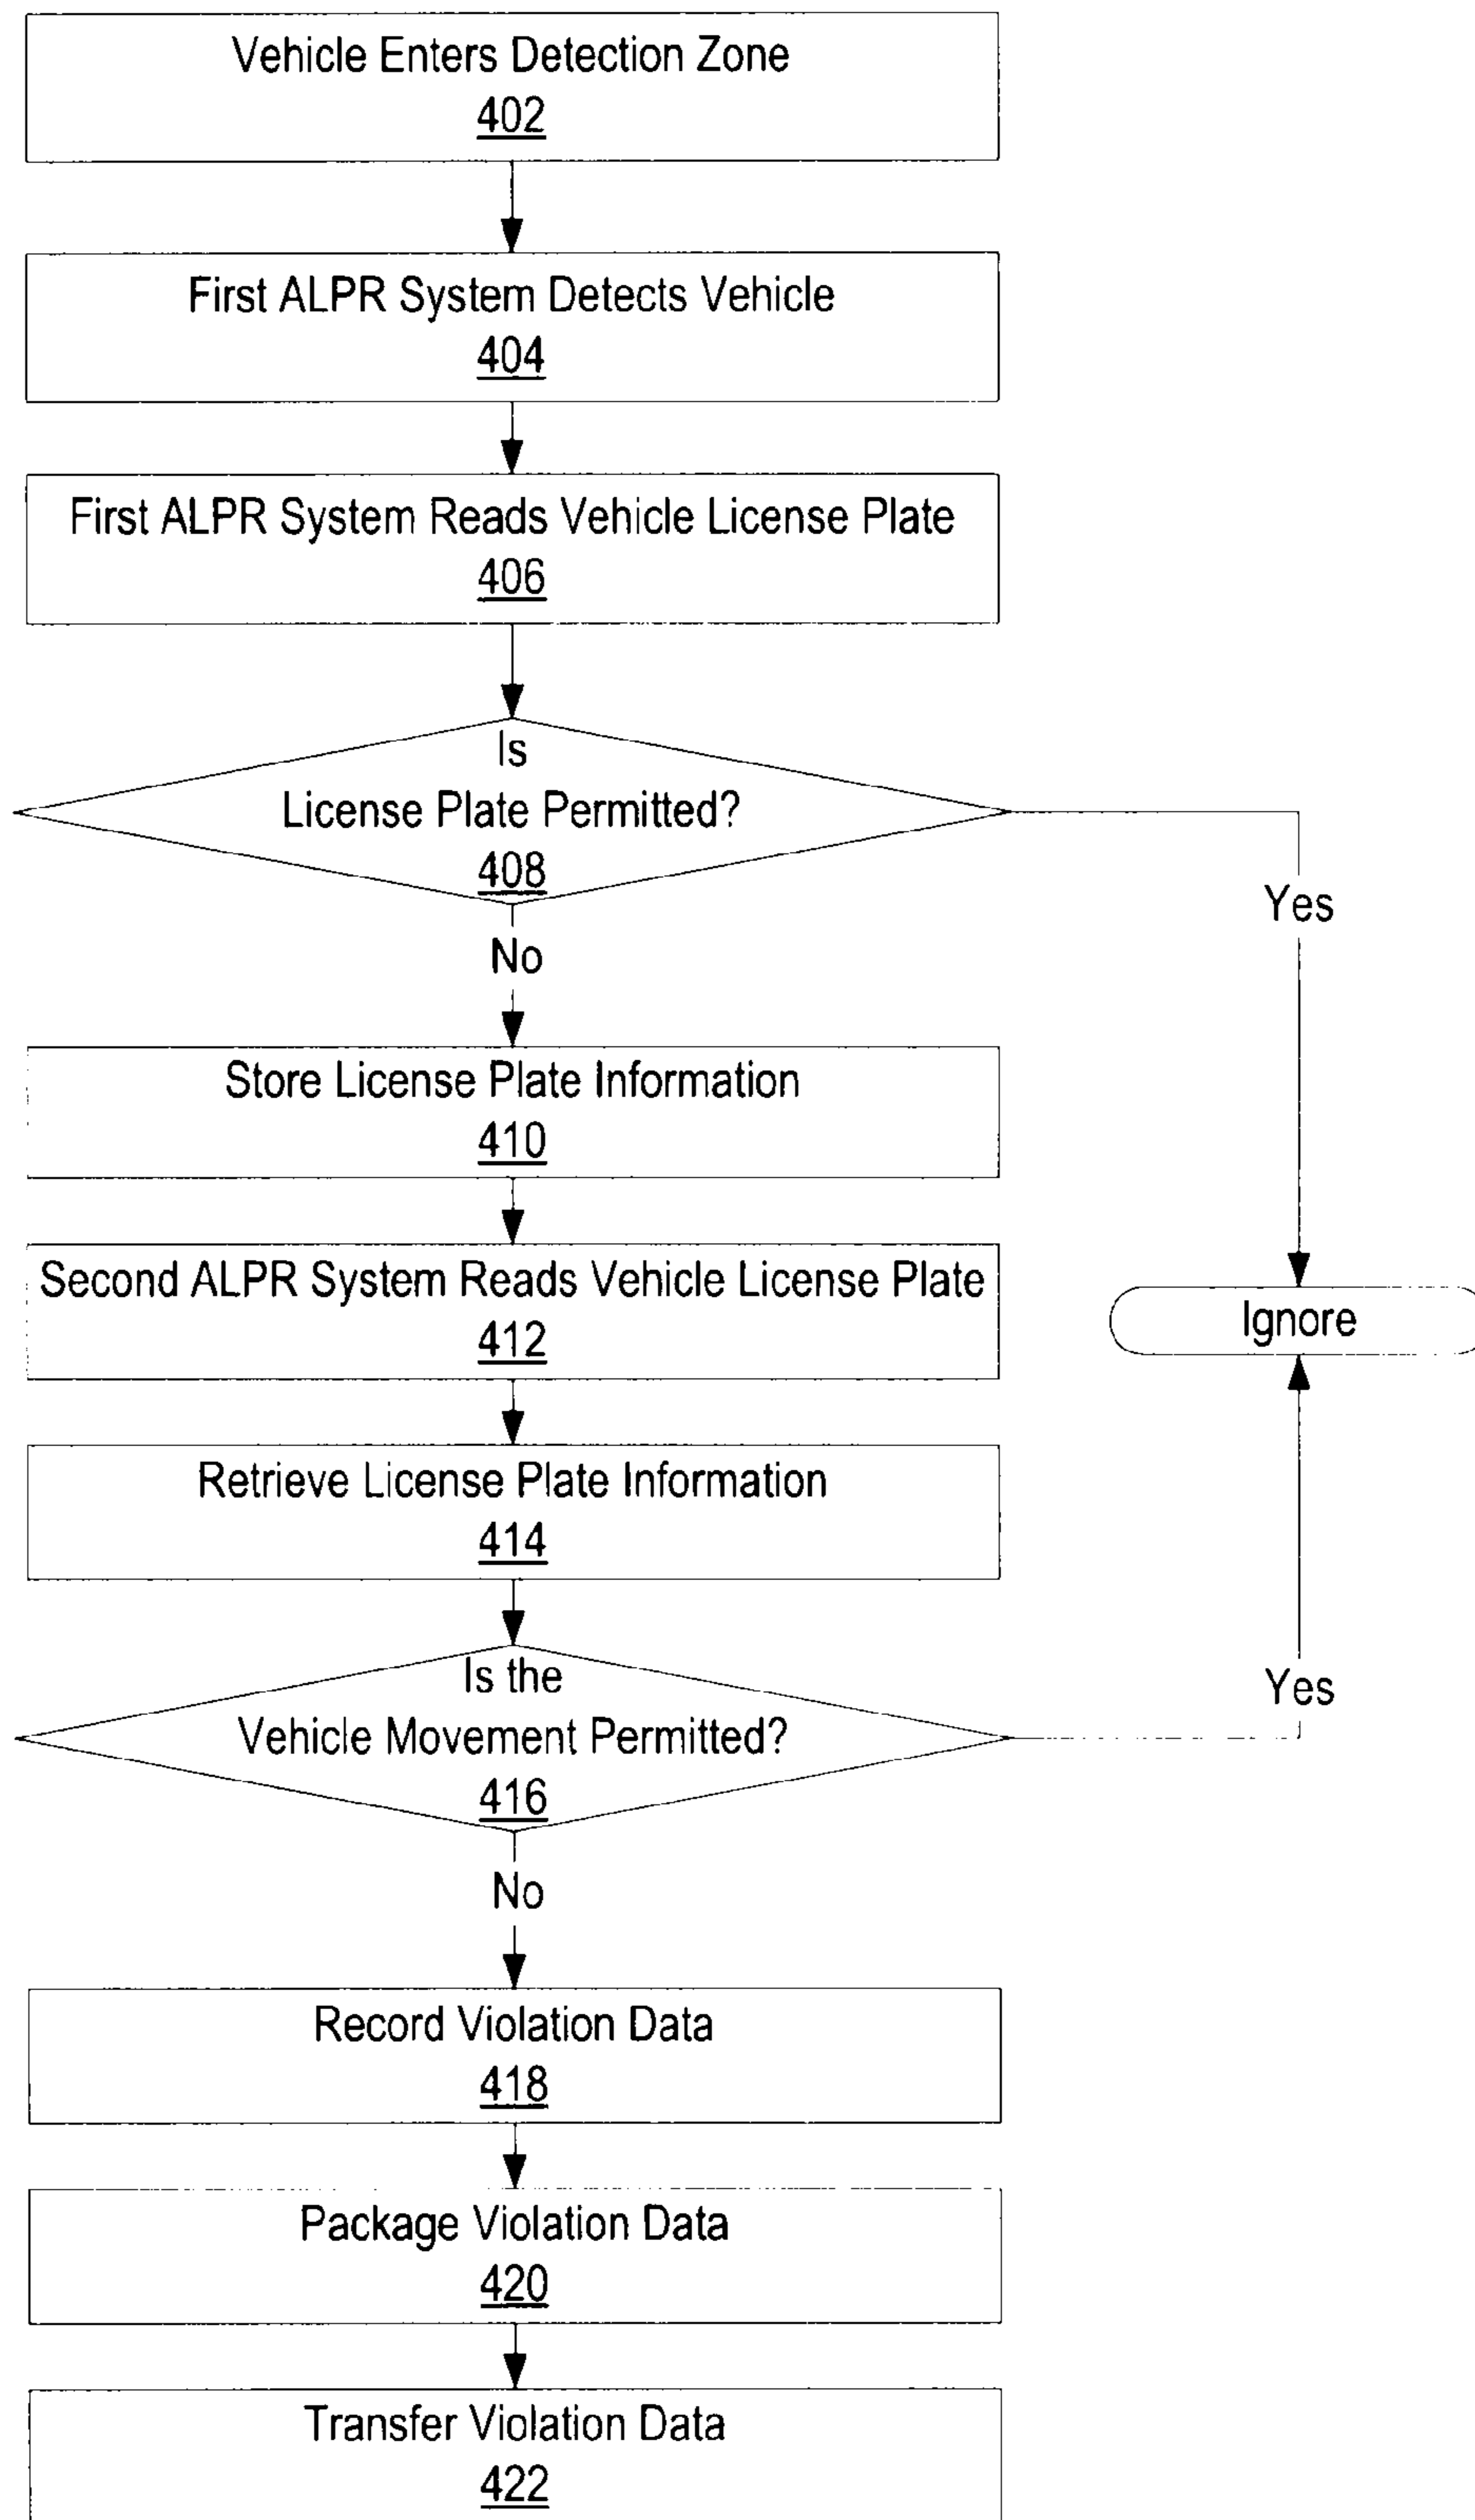 Vehicle Enters Detection Zone
402
First ALPR System Detects Vehicle
404
First ALPR System Reads Vehicle License Plate
406
Is
License Plate Permitted?
408
Yes
No
Store License Plate Information
410
Second ALPR System Reads Vehicle License Plate
412
Ignore
Retrieve License Plate Information
414
Is the
Vehicle Movement Permitted?
416
Yes
No
Record Violation Data
418
Package Violation Data
420
Transfer Violation Data
422